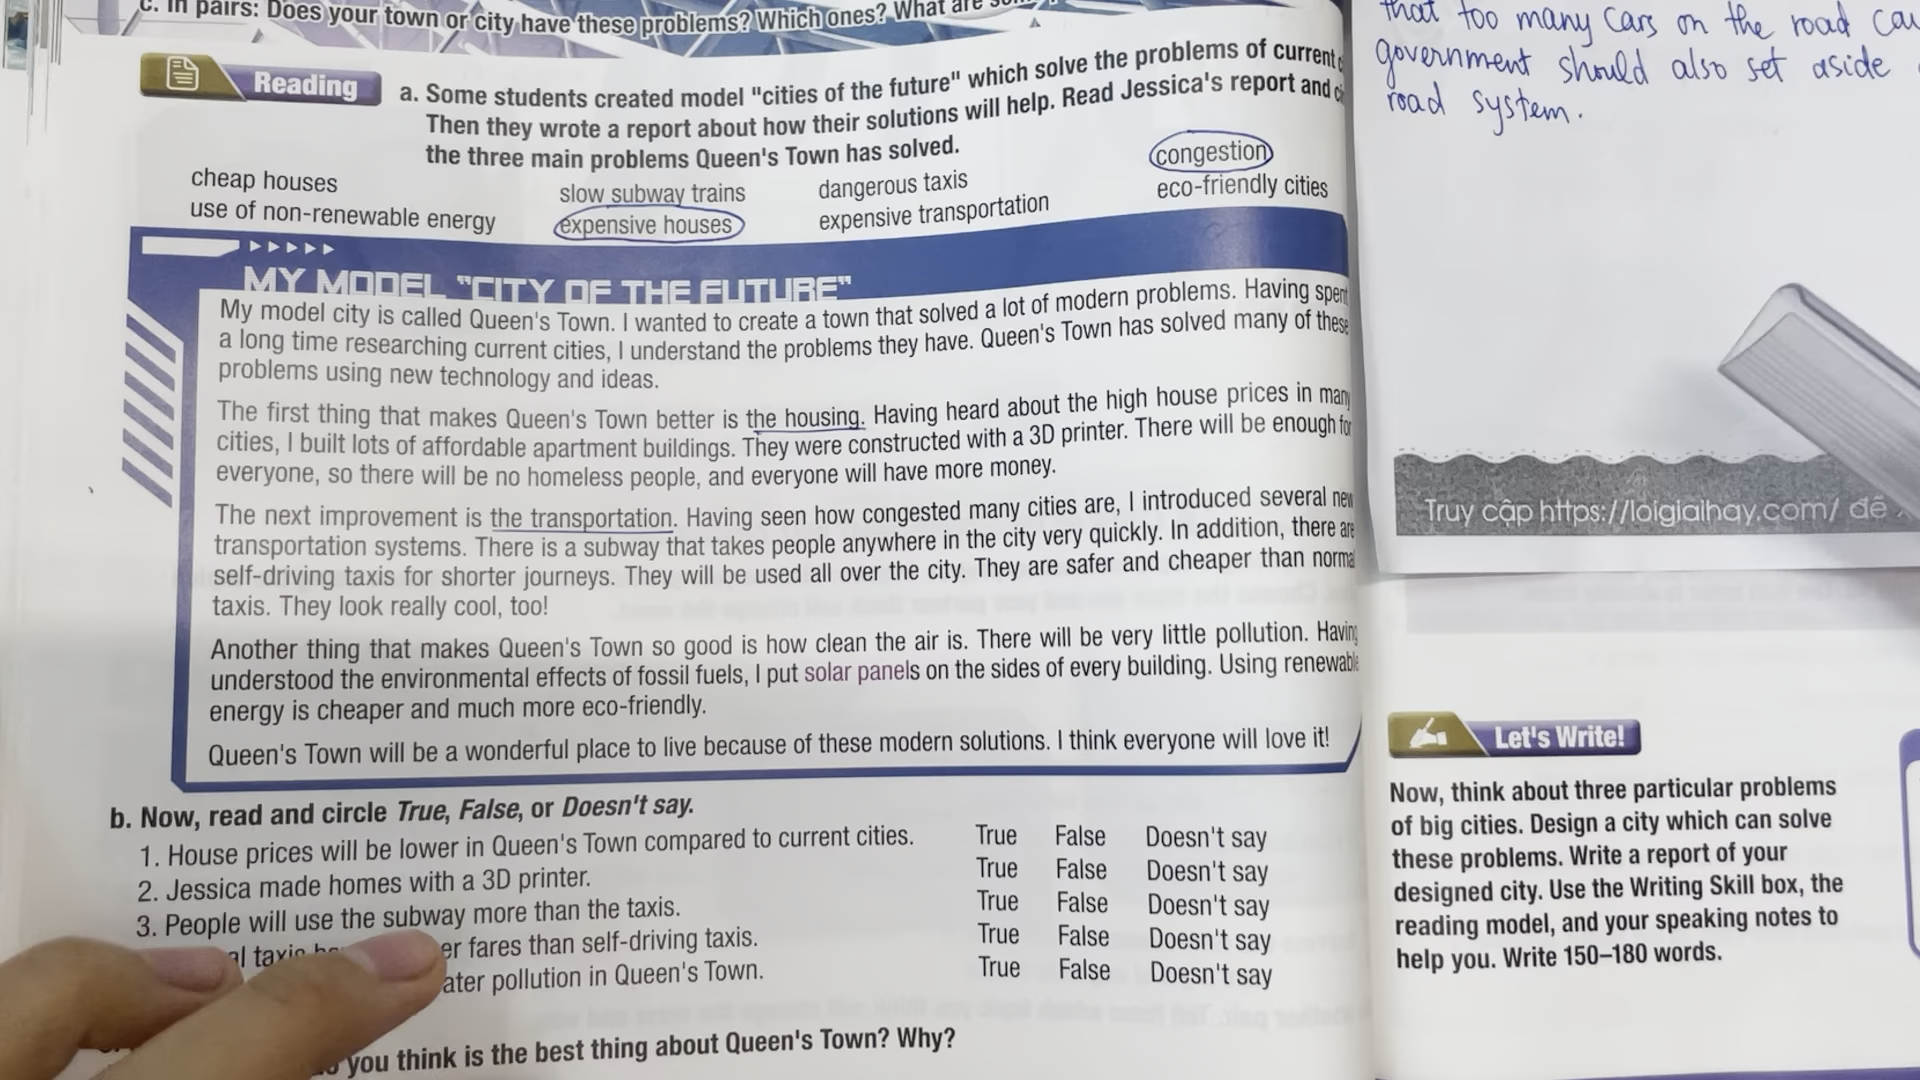 c. In pairs: Does your town or city have these problems? Which ones? What are
Reading
a. Some students created model "cities of the future" which solve the problems of current
Then they wrote a report about how their solutions will help. Read Jessica's report and
the three main problems Queen's Town has solved.
cheap houses
slow subway trains
dangerous taxis
congestion
use of non-renewable energy
expensive houses
expensive transportation
eco-friendly cities
MY MODEL "CITY OF THE FUTURE"
My model city is called Queen's Town. I wanted to create a town that solved a lot of modern problems. Having spent
a long time researching current cities, I understand the problems they have. Queen's Town has solved many of these
problems using new technology and ideas.
The first thing that makes Queen's Town better is the housing. Having heard about the high house prices in many
cities, I built lots of affordable apartment buildings. They were constructed with a 3D printer. There will be enough for
everyone, so there will be no homeless people, and everyone will have more money.
The next improvement is the transportation. Having seen how congested many cities are, I introduced several new
transportation systems. There is a subway that takes people anywhere in the city very quickly. In addition, there are
self-driving taxis for shorter journeys. They will be used all over the city. They are safer and cheaper than normal
taxis. They look really cool, too!
Another thing that makes Queen's Town so good is how clean the air is. There will be very little pollution. Having
understood the environmental effects of fossil fuels, I put solar panels on the sides of every building. Using renewable
energy is cheaper and much more eco-friendly.
Queen's Town will be a wonderful place to live because of these modern solutions. I think everyone will love it!
b. Now, read and circle True, False, or Doesn't say.
1. House prices will be lower in Queen's Town compared to current cities. True False Doesn't say
2. Jessica made homes with a 3D printer. True False Doesn't say
3. People will use the subway more than the taxis. True False Doesn't say
al taxis er fares than self-driving taxis. True False Doesn't say
ater pollution in Queen's Town. True False Doesn't say
you think is the best thing about Queen's Town? Why?
that too many cars on the road
government should also set aside
road system.
Truy cập https://loigiaihay.com/ để
Let's Write!
Now, think about three particular problems
of big cities. Design a city which can solve
these problems. Write a report of your
designed city. Use the Writing Skill box, the
reading model, and your speaking notes to
help you. Write 150–180 words.